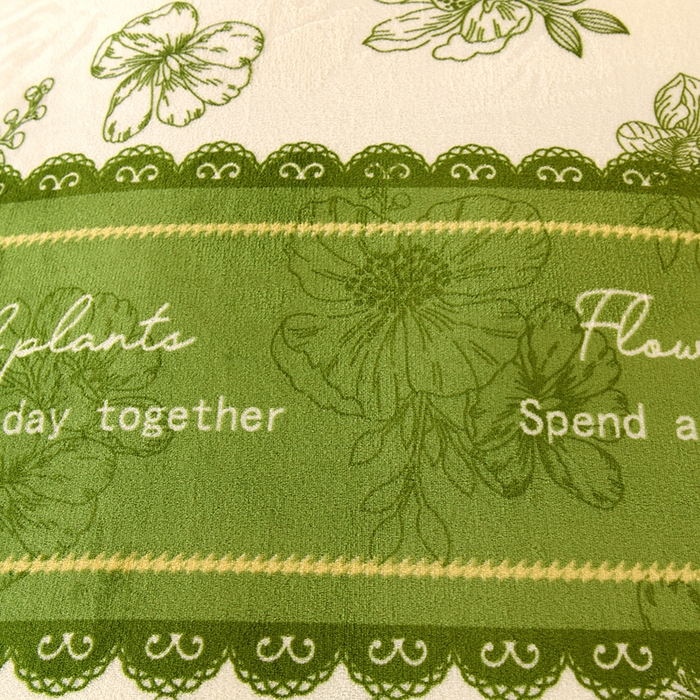 &plants
day together
Flow
Spend a